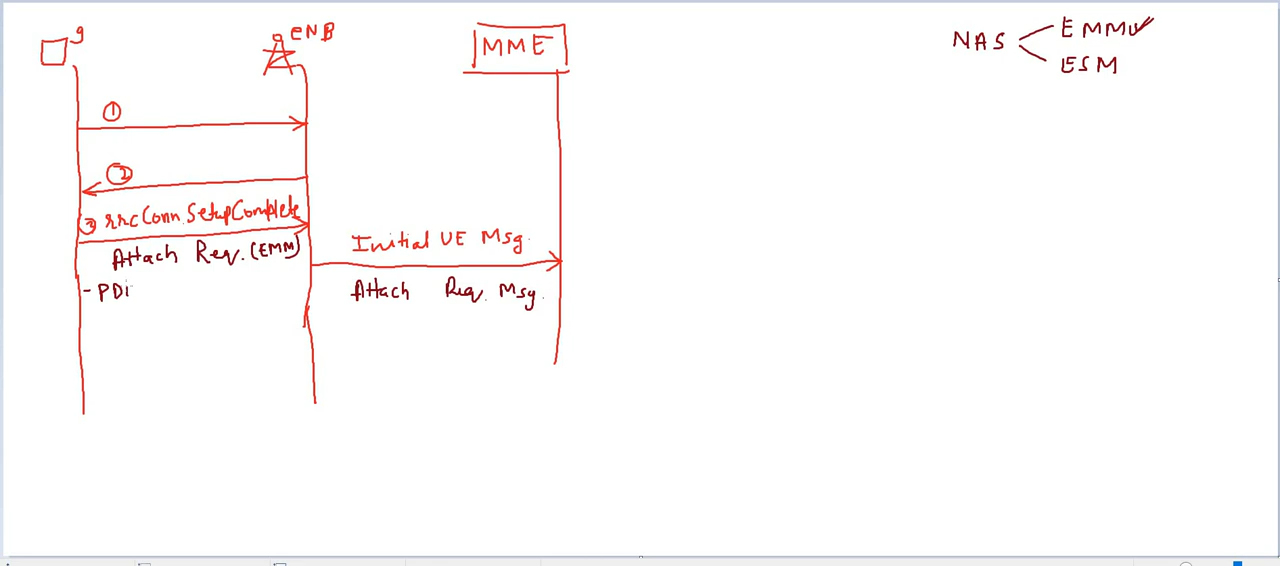 eNB
MME
NAS
EMM
ESM
①
②
③ rrcConn.SetupComplete
Attach Req. (EMM)
Initial UE Msg.
- PDi
Attach Req. Msg.